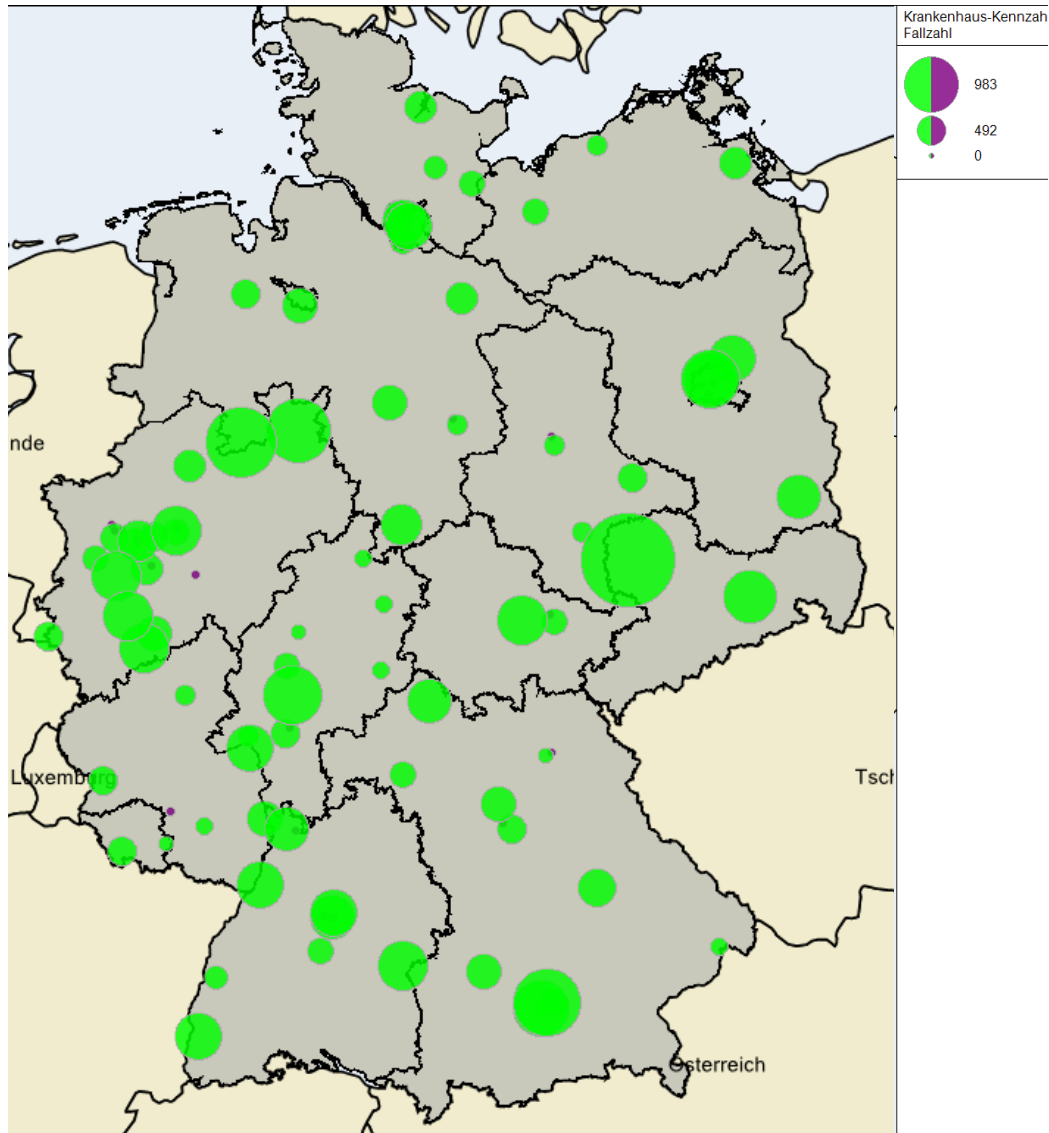 Krankenhaus-Kennzah
Fallzahl
983
492
0
nde
Luxemburg
Tsch
Österreich